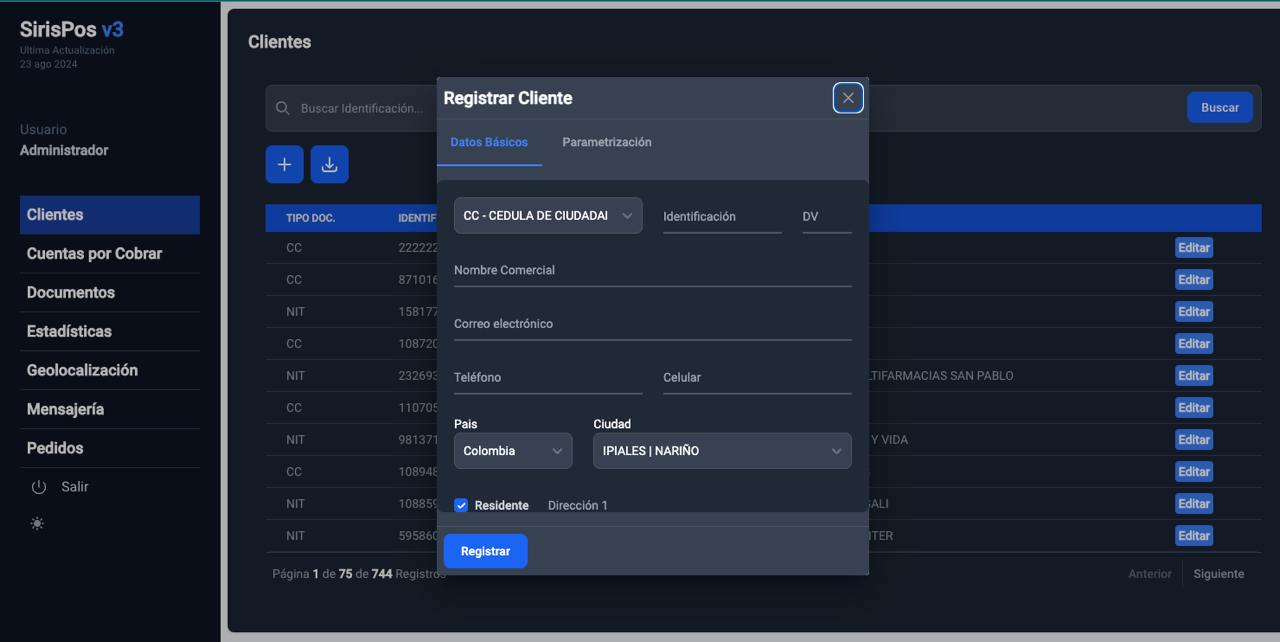 SirisPos v3
Ultima Actualización
23 ago 2024
Usuario
Administrador
Clientes
Cuentas por Cobrar
Documentos
Estadísticas
Geolocalización
Mensajería
Pedidos
Salir
Clientes
Buscar Identificación...
Buscar
TIPO DOC. IDENTIF
CC 222222 Editar
CC 871016 Editar
NIT 158177 Editar
CC 108720 Editar
NIT 232693 LTIFARMACIAS SAN PABLO Editar
CC 110705 Editar
NIT 981371 Y VIDA Editar
CC 108948 Editar
NIT 108859 GALI Editar
NIT 595860 NTER Editar
Página 1 de 75 de 744 Registros
Anterior Siguiente
Registrar Cliente
Datos Básicos Parametrización
CC - CEDULA DE CIUDADAI Identificación DV
Nombre Comercial
Correo electrónico
Teléfono Celular
Pais Ciudad
Colombia IPIALES | NARIÑO
Residente Dirección 1
Registrar